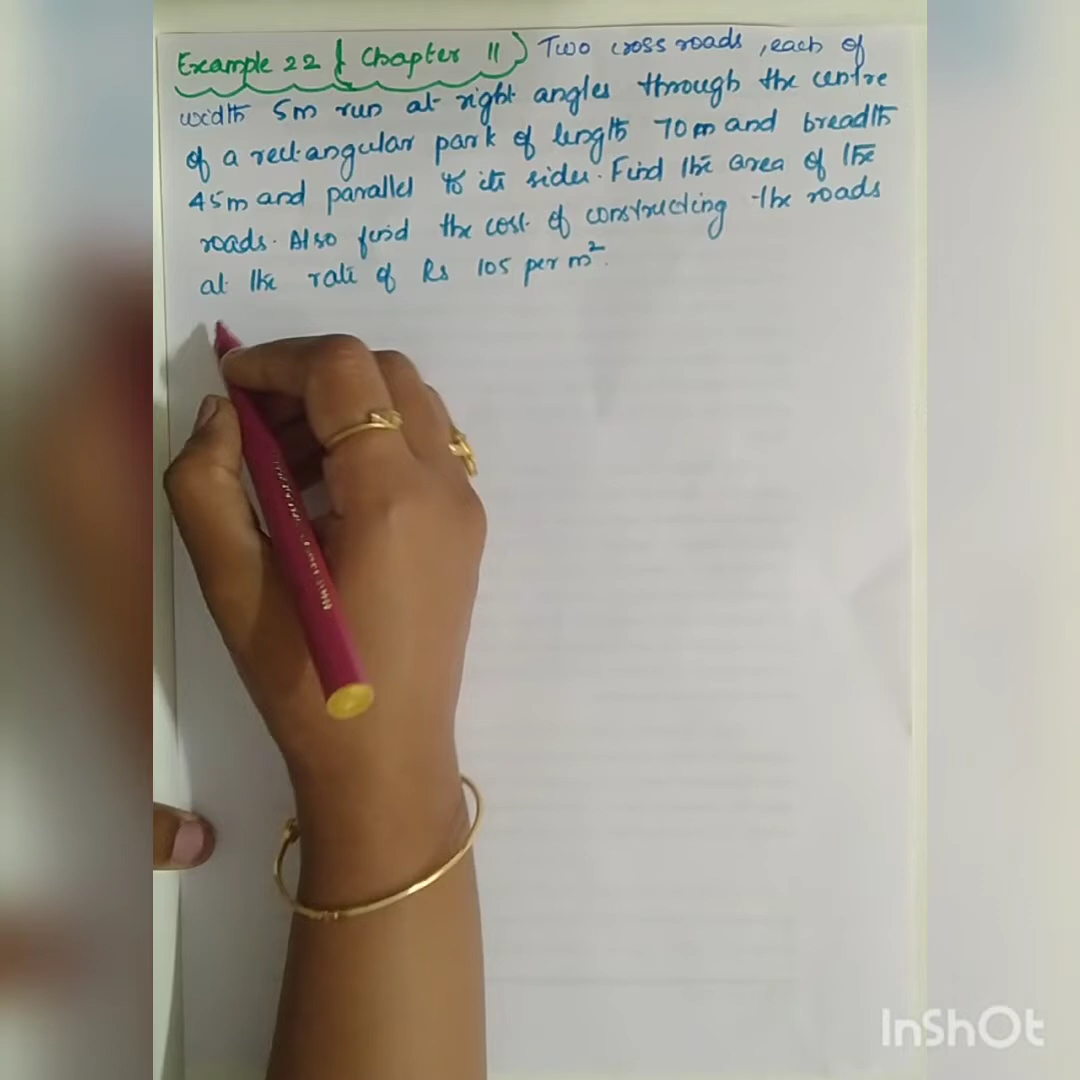 Example 22 { Chapter 11 ) Two cross roads, each of
width 5m run at right angles through the centre
of a rectangular park of length 70m and breadth
45m and parallel to its sides. Find the area of the
roads. Also find the cost of constructing the roads
at the rate of Rs 105 per m².
InShOt